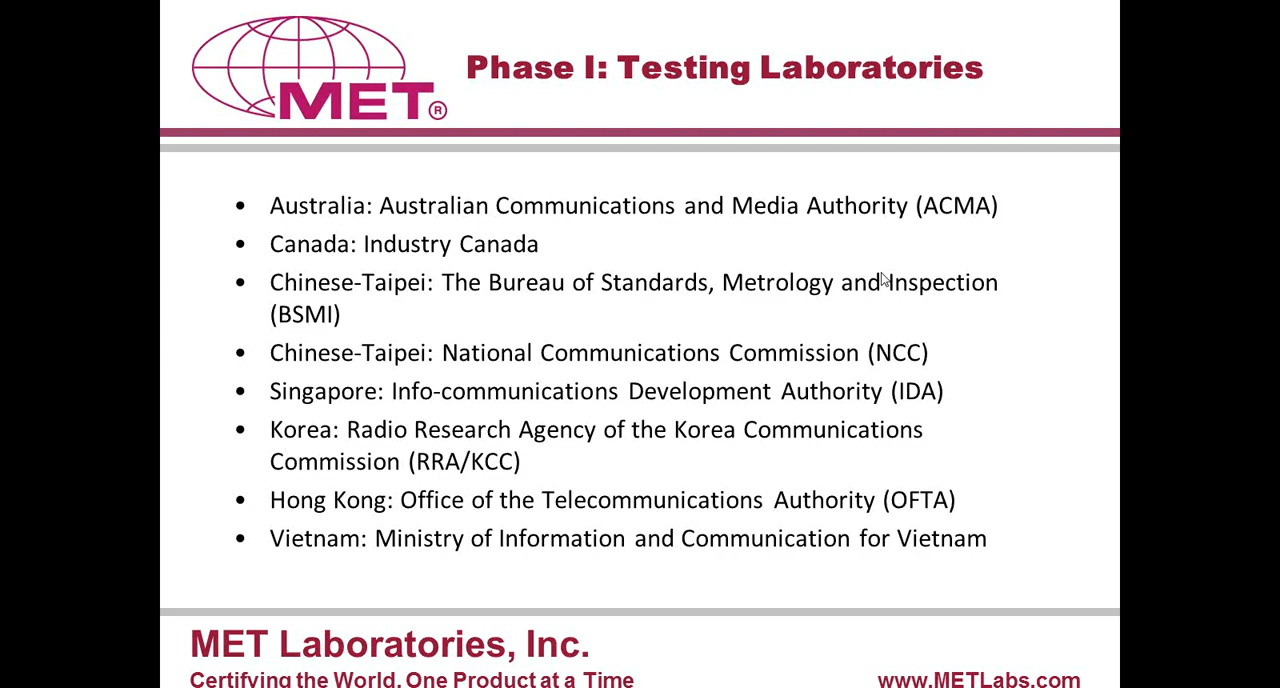 MET®
Phase I: Testing Laboratories
• Australia: Australian Communications and Media Authority (ACMA)
• Canada: Industry Canada
• Chinese-Taipei: The Bureau of Standards, Metrology and Inspection
(BSMI)
• Chinese-Taipei: National Communications Commission (NCC)
• Singapore: Info-communications Development Authority (IDA)
• Korea: Radio Research Agency of the Korea Communications
Commission (RRA/KCC)
• Hong Kong: Office of the Telecommunications Authority (OFTA)
• Vietnam: Ministry of Information and Communication for Vietnam
MET Laboratories, Inc.
Certifying the World, One Product at a Time
www.METLabs.com